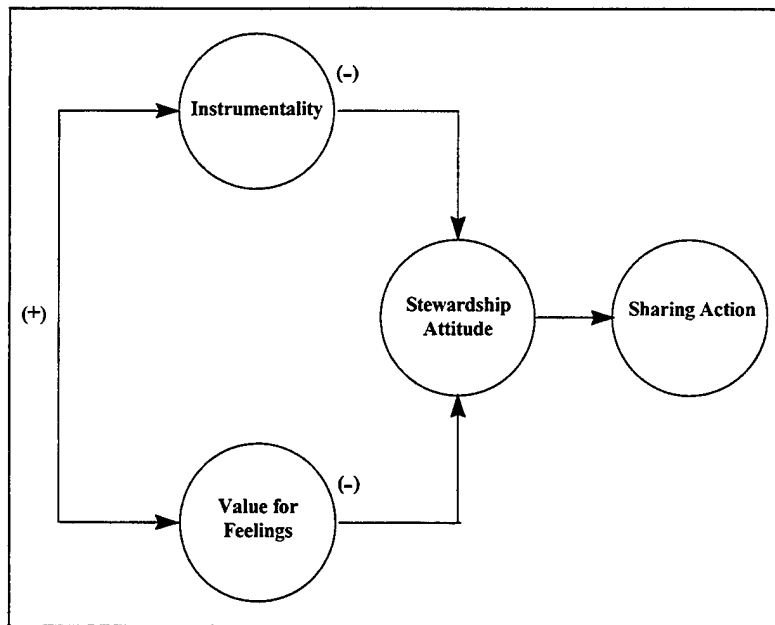 (-)
Instrumentality
(+)
Stewardship
Attitude
Sharing Action
(-)
Value for
Feelings